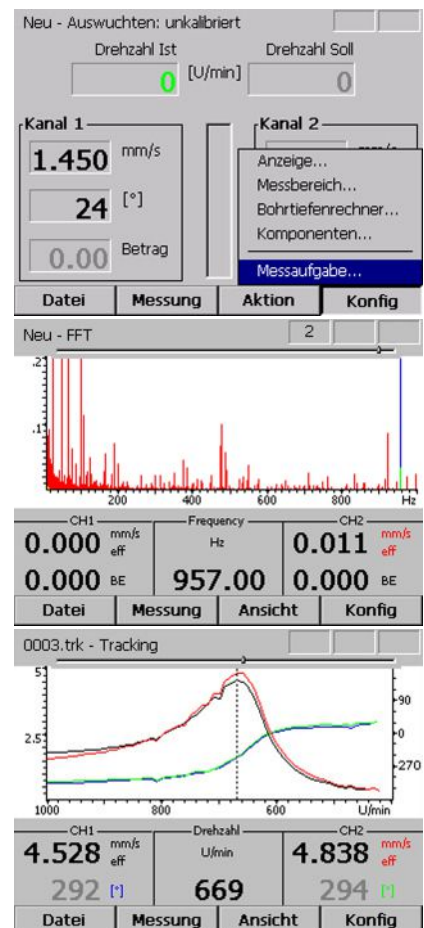 Neu - Auswuchten: unkalibriert
Drehzahl Ist Drehzahl Soll
0 [U/min] 0
Kanal 1
Kanal 2
1.450 mm/s
24 [°]
0.00 Betrag
Anzeige...
Messbereich...
Bohrtiefenrechner...
Komponenten...
Messaufgabe...
Datei Messung Aktion Konfig
Neu - FFT 2
.2
.1
200 400 600 800 Hz
CH1 Frequency CH2
0.000 mm/s eff Hz 0.011 mm/s eff
0.000 BE 957.00 0.000 BE
Datei Messung Ansicht Konfig
0003.trk - Tracking
5
90
2.5
0
270
1000 800 600 U/min
CH1 Drehzahl CH2
4.528 mm/s eff U/min 4.838 mm/s eff
292 [°] 669 294 [°]
Datei Messung Ansicht Konfig